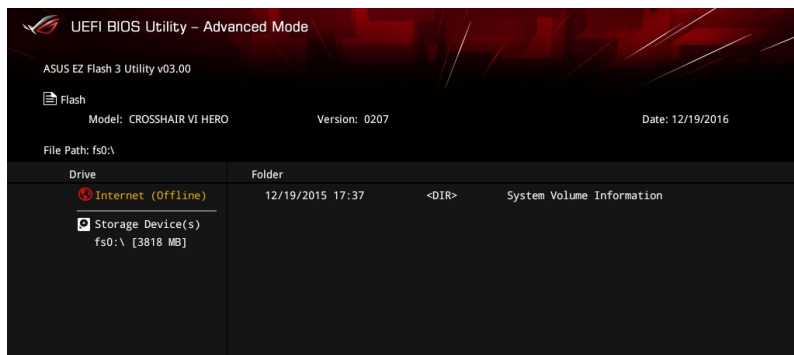 UEFI BIOS Utility – Advanced Mode
ASUS EZ Flash 3 Utility v03.00
Flash
Model: CROSSHAIR VI HERO Version: 0207 Date: 12/19/2016
File Path: fs0:\
Drive Folder
Internet (Offline) 12/19/2015 17:37 <DIR> System Volume Information
Storage Device(s)
fs0:\ [3818 MB]